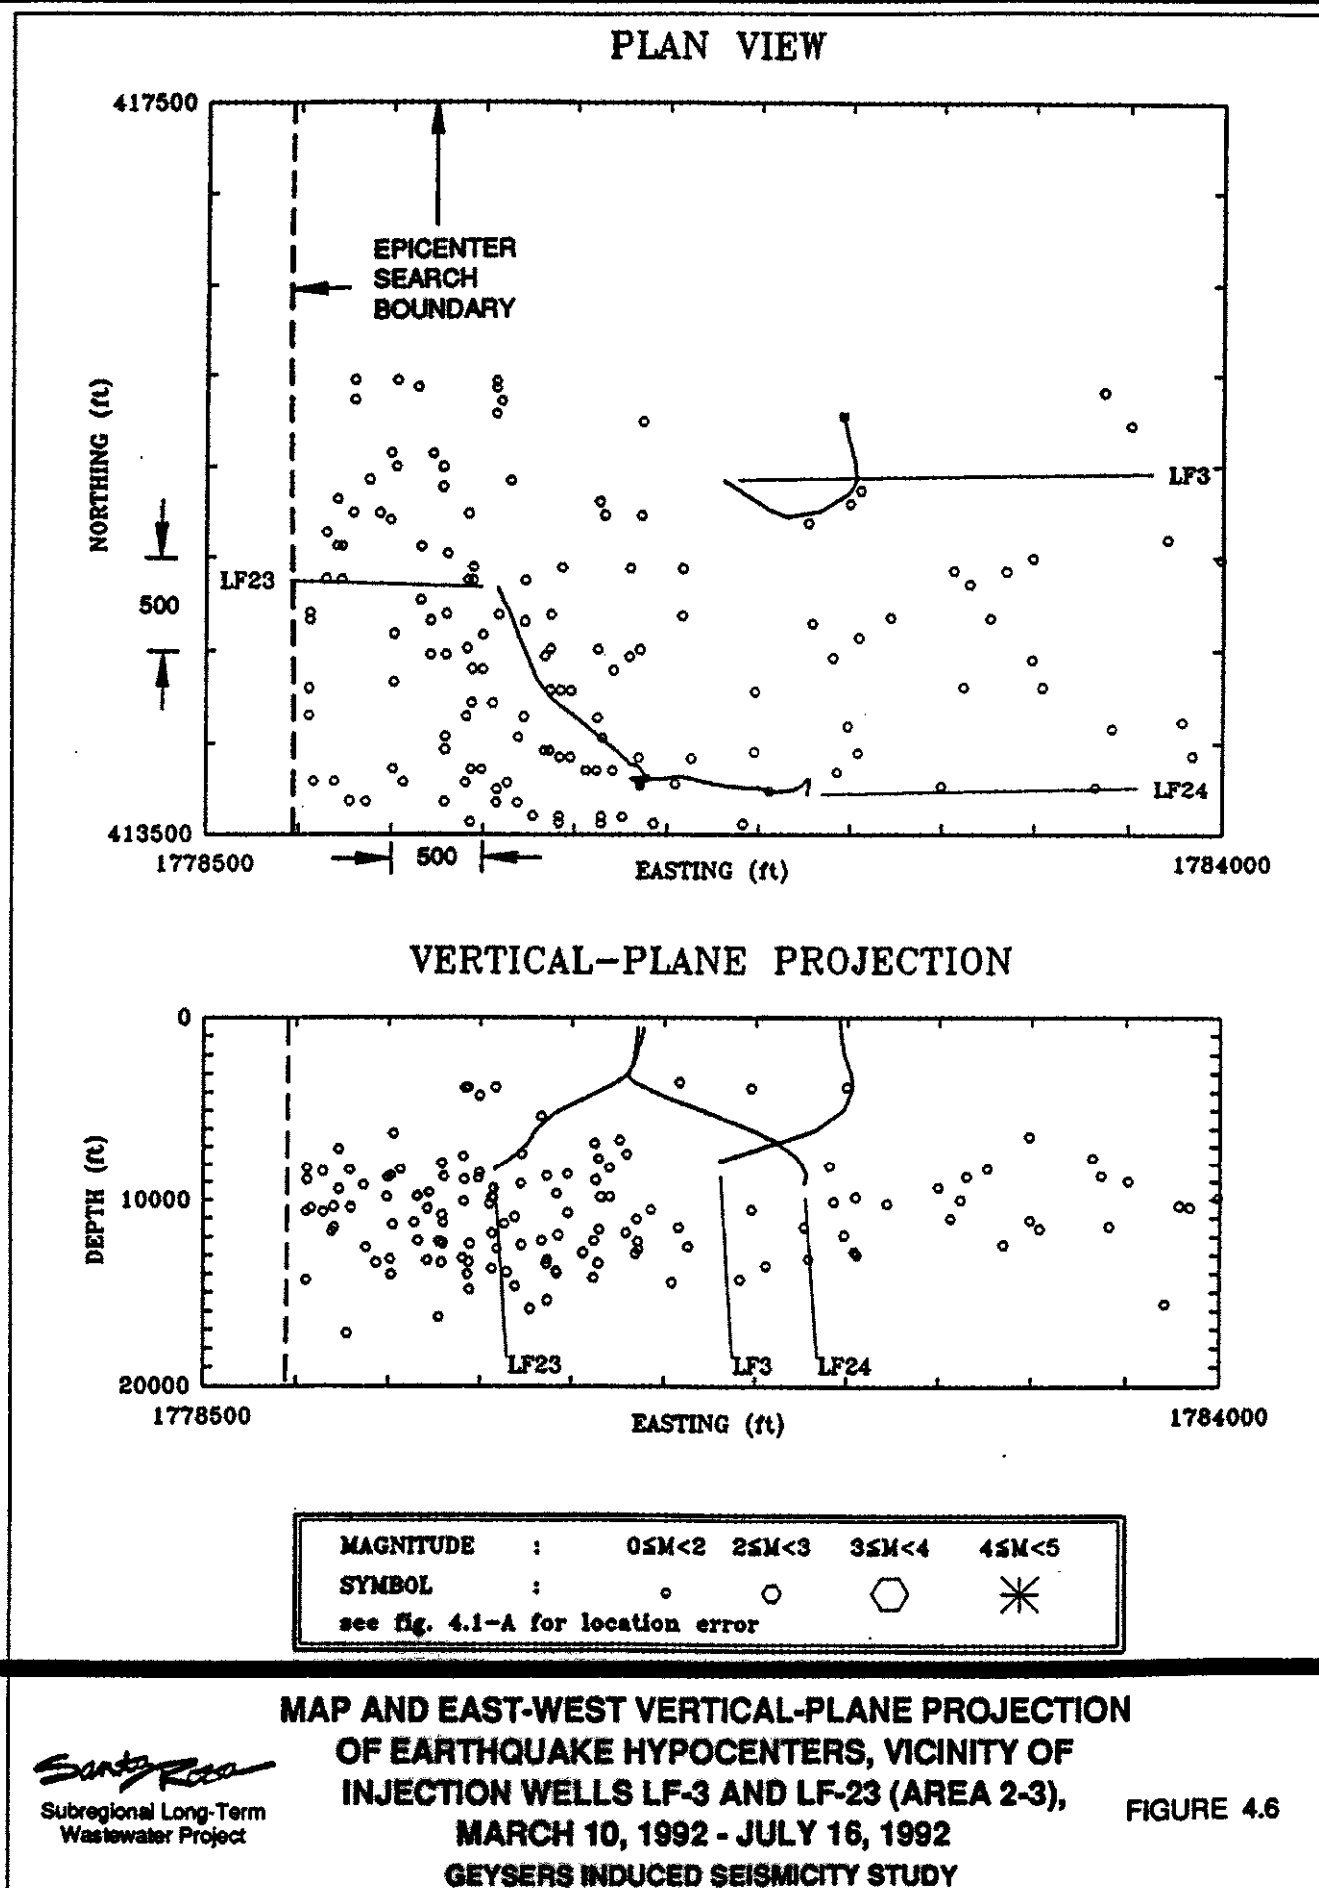 PLAN VIEW
417500
EPICENTER
SEARCH
BOUNDARY
NORTHING (ft)
LF3
LF23
500
LF24
413500
1778500
500
EASTING (ft)
1784000
VERTICAL-PLANE PROJECTION
0
DEPTH (ft)
10000
LF23
LF3
LF24
20000
1778500
EASTING (ft)
1784000
MAGNITUDE : 0≤M<2 2≤M<3 3≤M<4 4≤M<5
SYMBOL :
see fig. 4.1-A for location error
MAP AND EAST-WEST VERTICAL-PLANE PROJECTION
OF EARTHQUAKE HYPOCENTERS, VICINITY OF
INJECTION WELLS LF-3 AND LF-23 (AREA 2-3),
MARCH 10, 1992 - JULY 16, 1992
GEYSERS INDUCED SEISMICITY STUDY
Santa Rosa
Subregional Long-Term
Wastewater Project
FIGURE 4.6